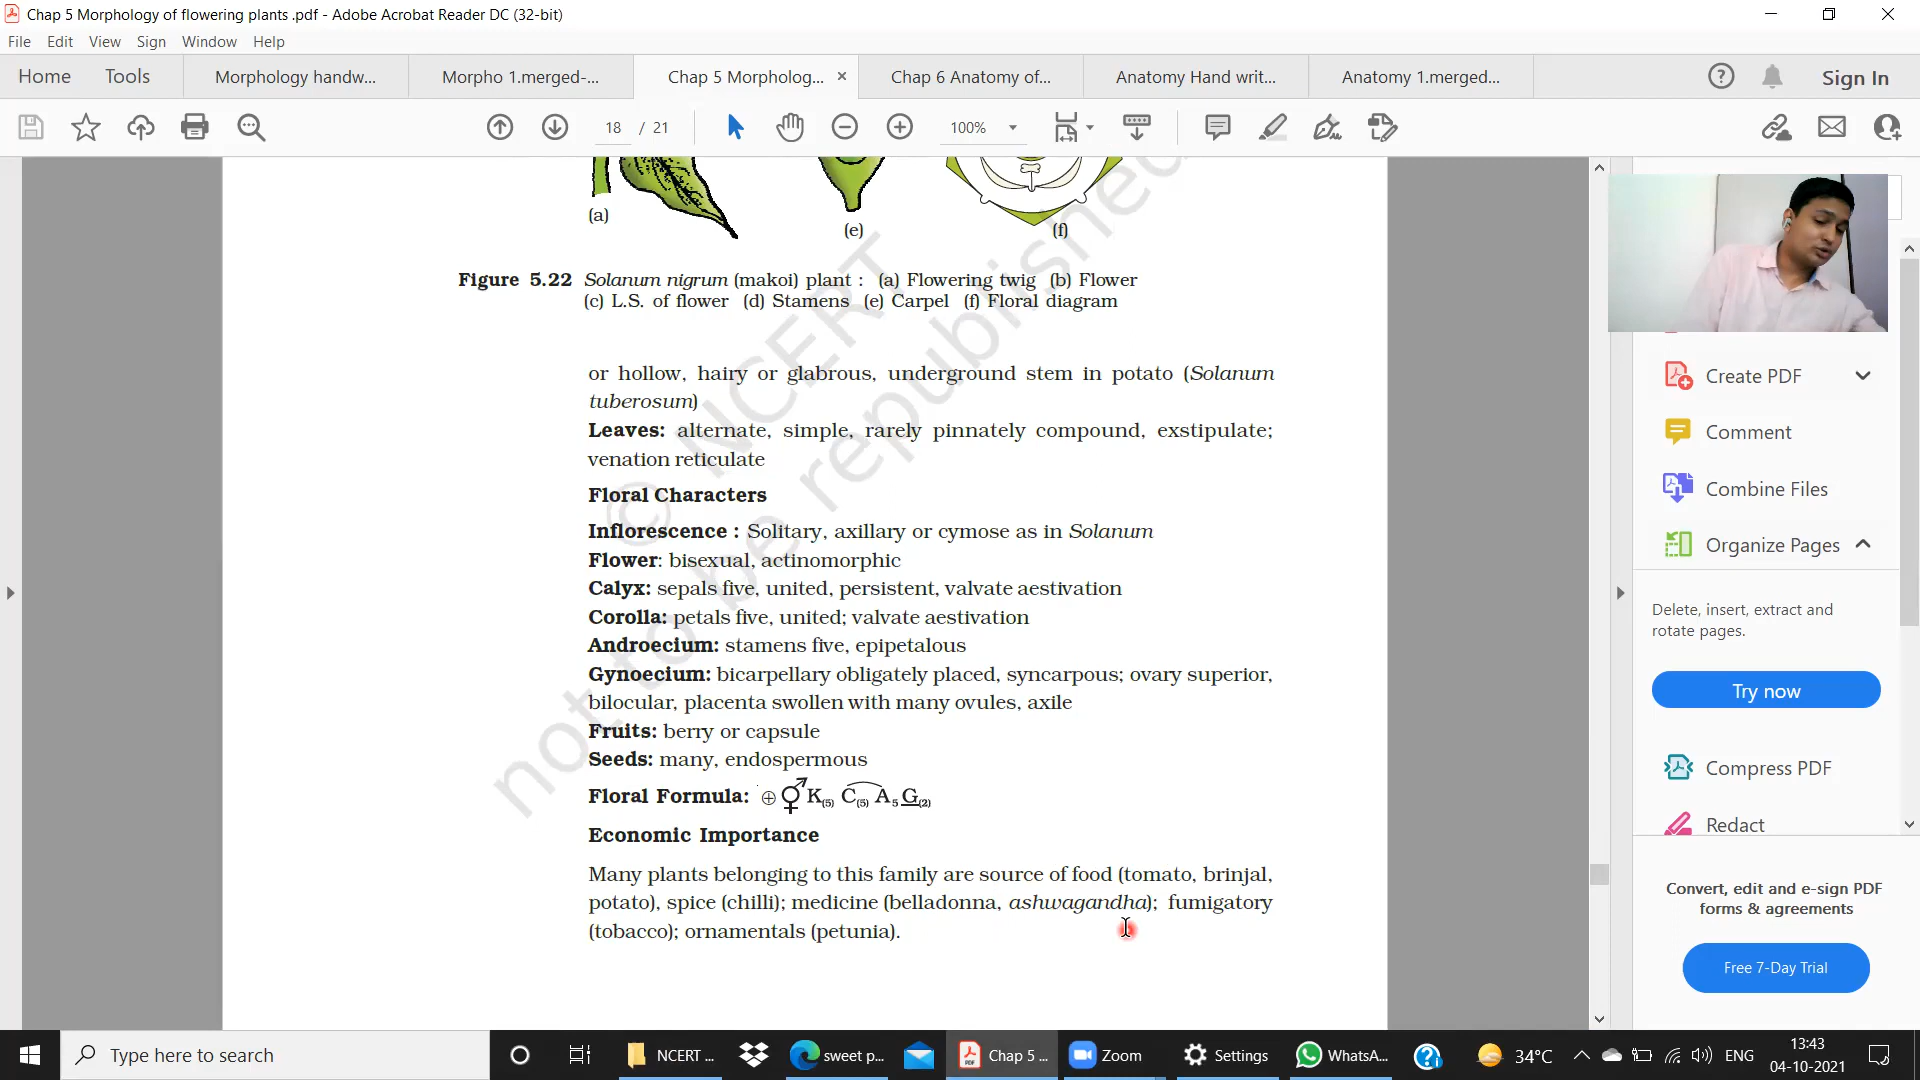 Chap 5 Morphology of flowering plants .pdf - Adobe Acrobat Reader DC (32-bit)
File Edit View Sign Window Help
Home Tools Morphology handw... Morpho 1.merged-... Chap 5 Morpholog... × Chap 6 Anatomy of... Anatomy Hand writ... Anatomy 1.merged... Sign In
18 / 21 100%
(a)
(e)
(f)
Figure 5.22 Solanum nigrum (makoi) plant : (a) Flowering twig (b) Flower
(c) L.S. of flower (d) Stamens (e) Carpel (f) Floral diagram
or hollow, hairy or glabrous, underground stem in potato (Solanum
tuberosum)
Leaves: alternate, simple, rarely pinnately compound, exstipulate;
venation reticulate
Floral Characters
Inflorescence : Solitary, axillary or cymose as in Solanum
Flower: bisexual, actinomorphic
Calyx: sepals five, united, persistent, valvate aestivation
Corolla: petals five, united; valvate aestivation
Androecium: stamens five, epipetalous
Gynoecium: bicarpellary obligately placed, syncarpous; ovary superior,
bilocular, placenta swollen with many ovules, axile
Fruits: berry or capsule
Seeds: many, endospermous
Floral Formula: ⊕ ⚥ K(5) C(5) A5 G(2)
Economic Importance
Many plants belonging to this family are source of food (tomato, brinjal,
potato), spice (chilli); medicine (belladonna, ashwagandha); fumigatory
(tobacco); ornamentals (petunia).
© NCERT
not to be republished
Create PDF
Comment
Combine Files
Organize Pages
Delete, insert, extract and
rotate pages.
Try now
Compress PDF
Redact
Convert, edit and e-sign PDF
forms & agreements
Free 7-Day Trial
Type here to search
NCERT ...
sweet p...
Chap 5 ...
Zoom
Settings
WhatsA...
34°C
ENG
13:43
04-10-2021